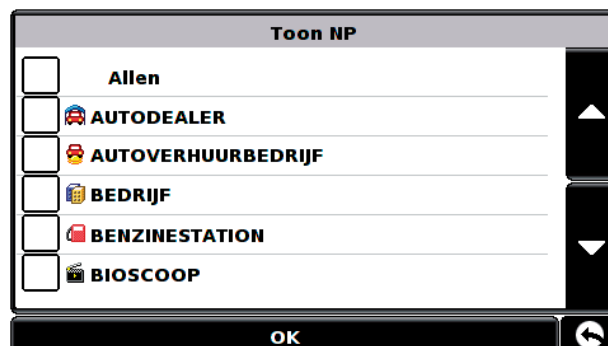 Toon NP
Allen
AUTODEALER
AUTOVERHUURBEDRIJF
BEDRIJF
BENZINESTATION
BIOSCOOP
OK